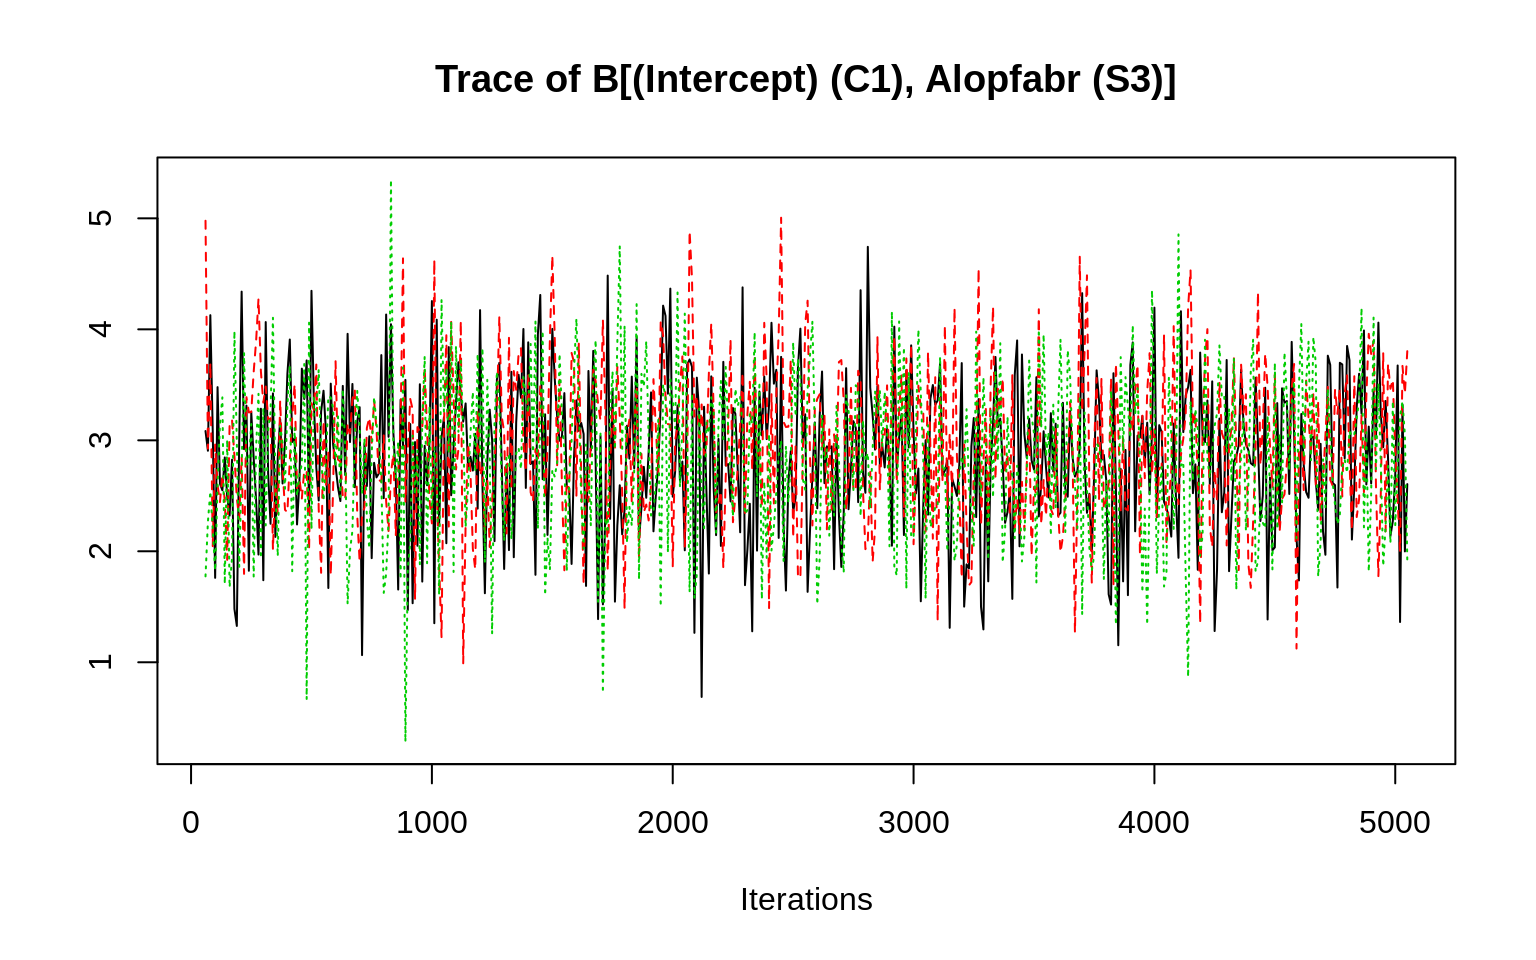 Trace of B[(Intercept) (C1), Alopfabr (S3)]
5
4
3
2
1
0 1000 2000 3000 4000 5000
Iterations